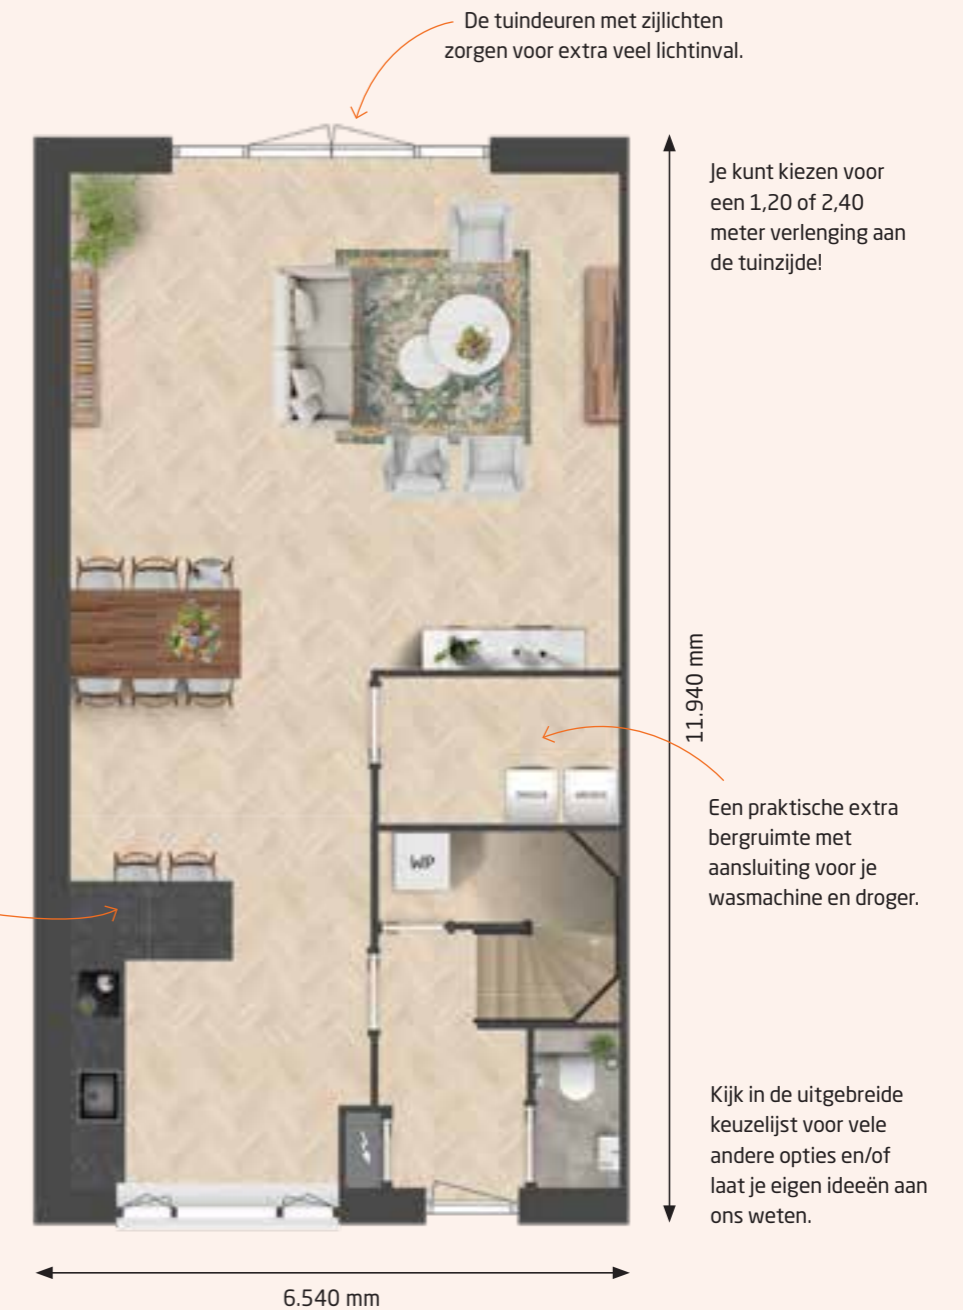 De tuindeuren met zijlichten
zorgen voor extra veel lichtinval.
Je kunt kiezen voor
een 1,20 of 2,40
meter verlenging aan
de tuinzijde!
11.940 mm
Een praktische extra
bergruimte met
aansluiting voor je
wasmachine en droger.
WP
Kijk in de uitgebreide
keuzelijst voor vele
andere opties en/of
laat je eigen ideeën aan
ons weten.
6.540 mm